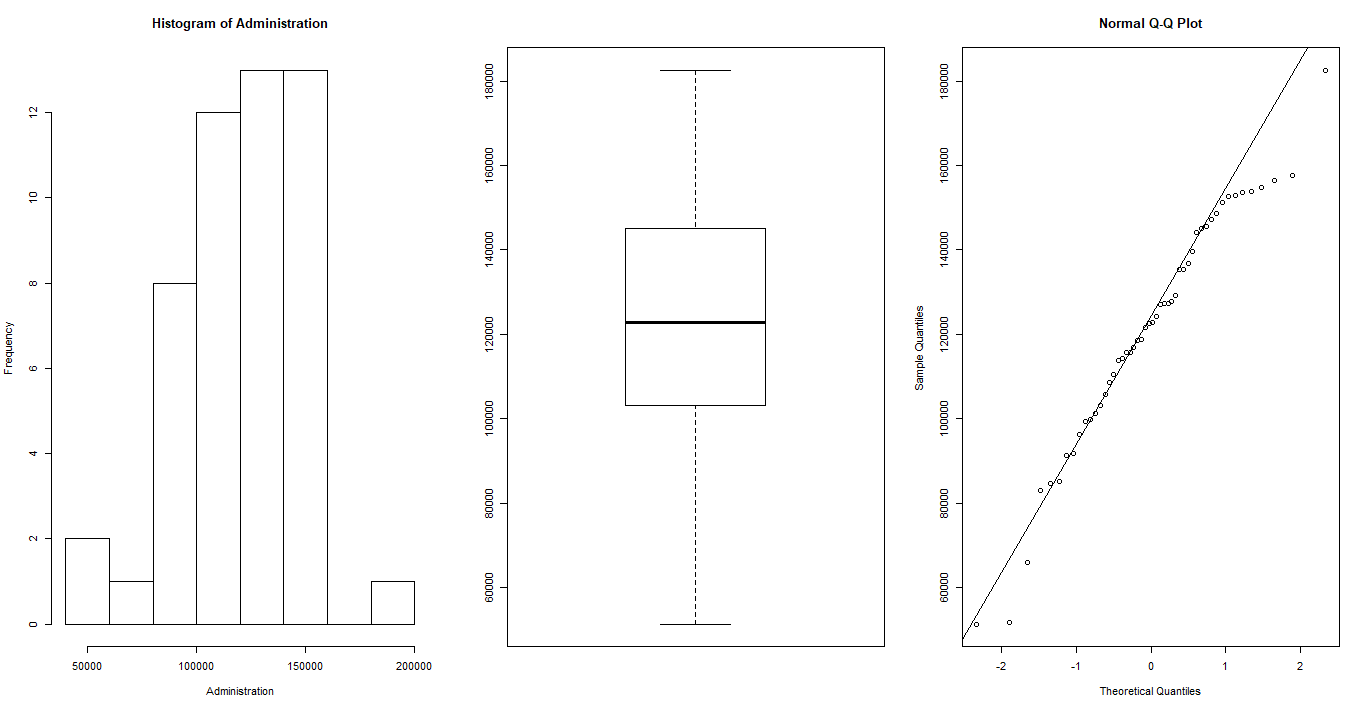 Histogram of Administration
Frequency
0 2 4 6 8 10 12
50000 100000 150000 200000
Administration
60000 80000 100000 120000 140000 160000 180000
Normal Q-Q Plot
Sample Quantiles
60000 80000 100000 120000 140000 160000 180000
-2 -1 0 1 2
Theoretical Quantiles